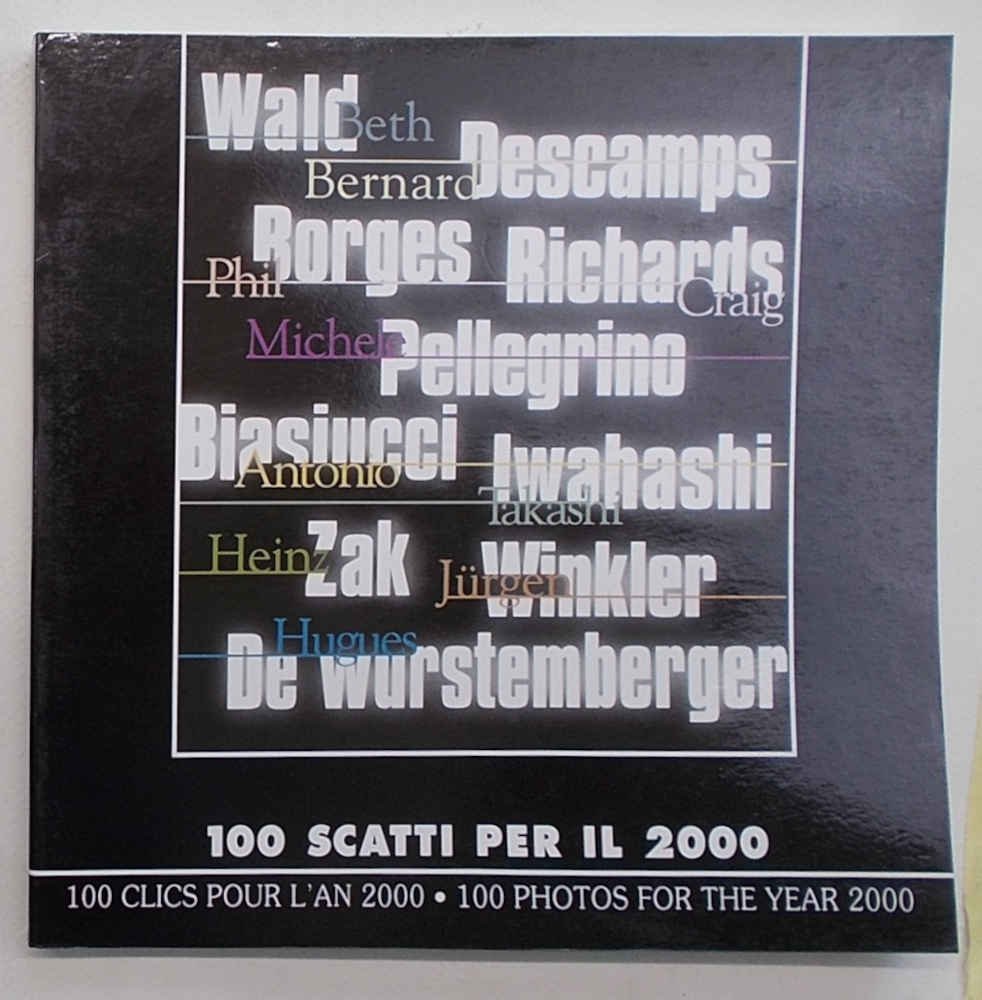 Wald Beth
Bernard Descamps
Phil Borges
Richards Craig
Michele Pellegrino
Biasiucci Antonio
Iwahashi Takashi
Heinz Zak
Jürgen Winkler
Hugues De wurstemberger
100 SCATTI PER IL 2000
100 CLICS POUR L'AN 2000 • 100 PHOTOS FOR THE YEAR 2000